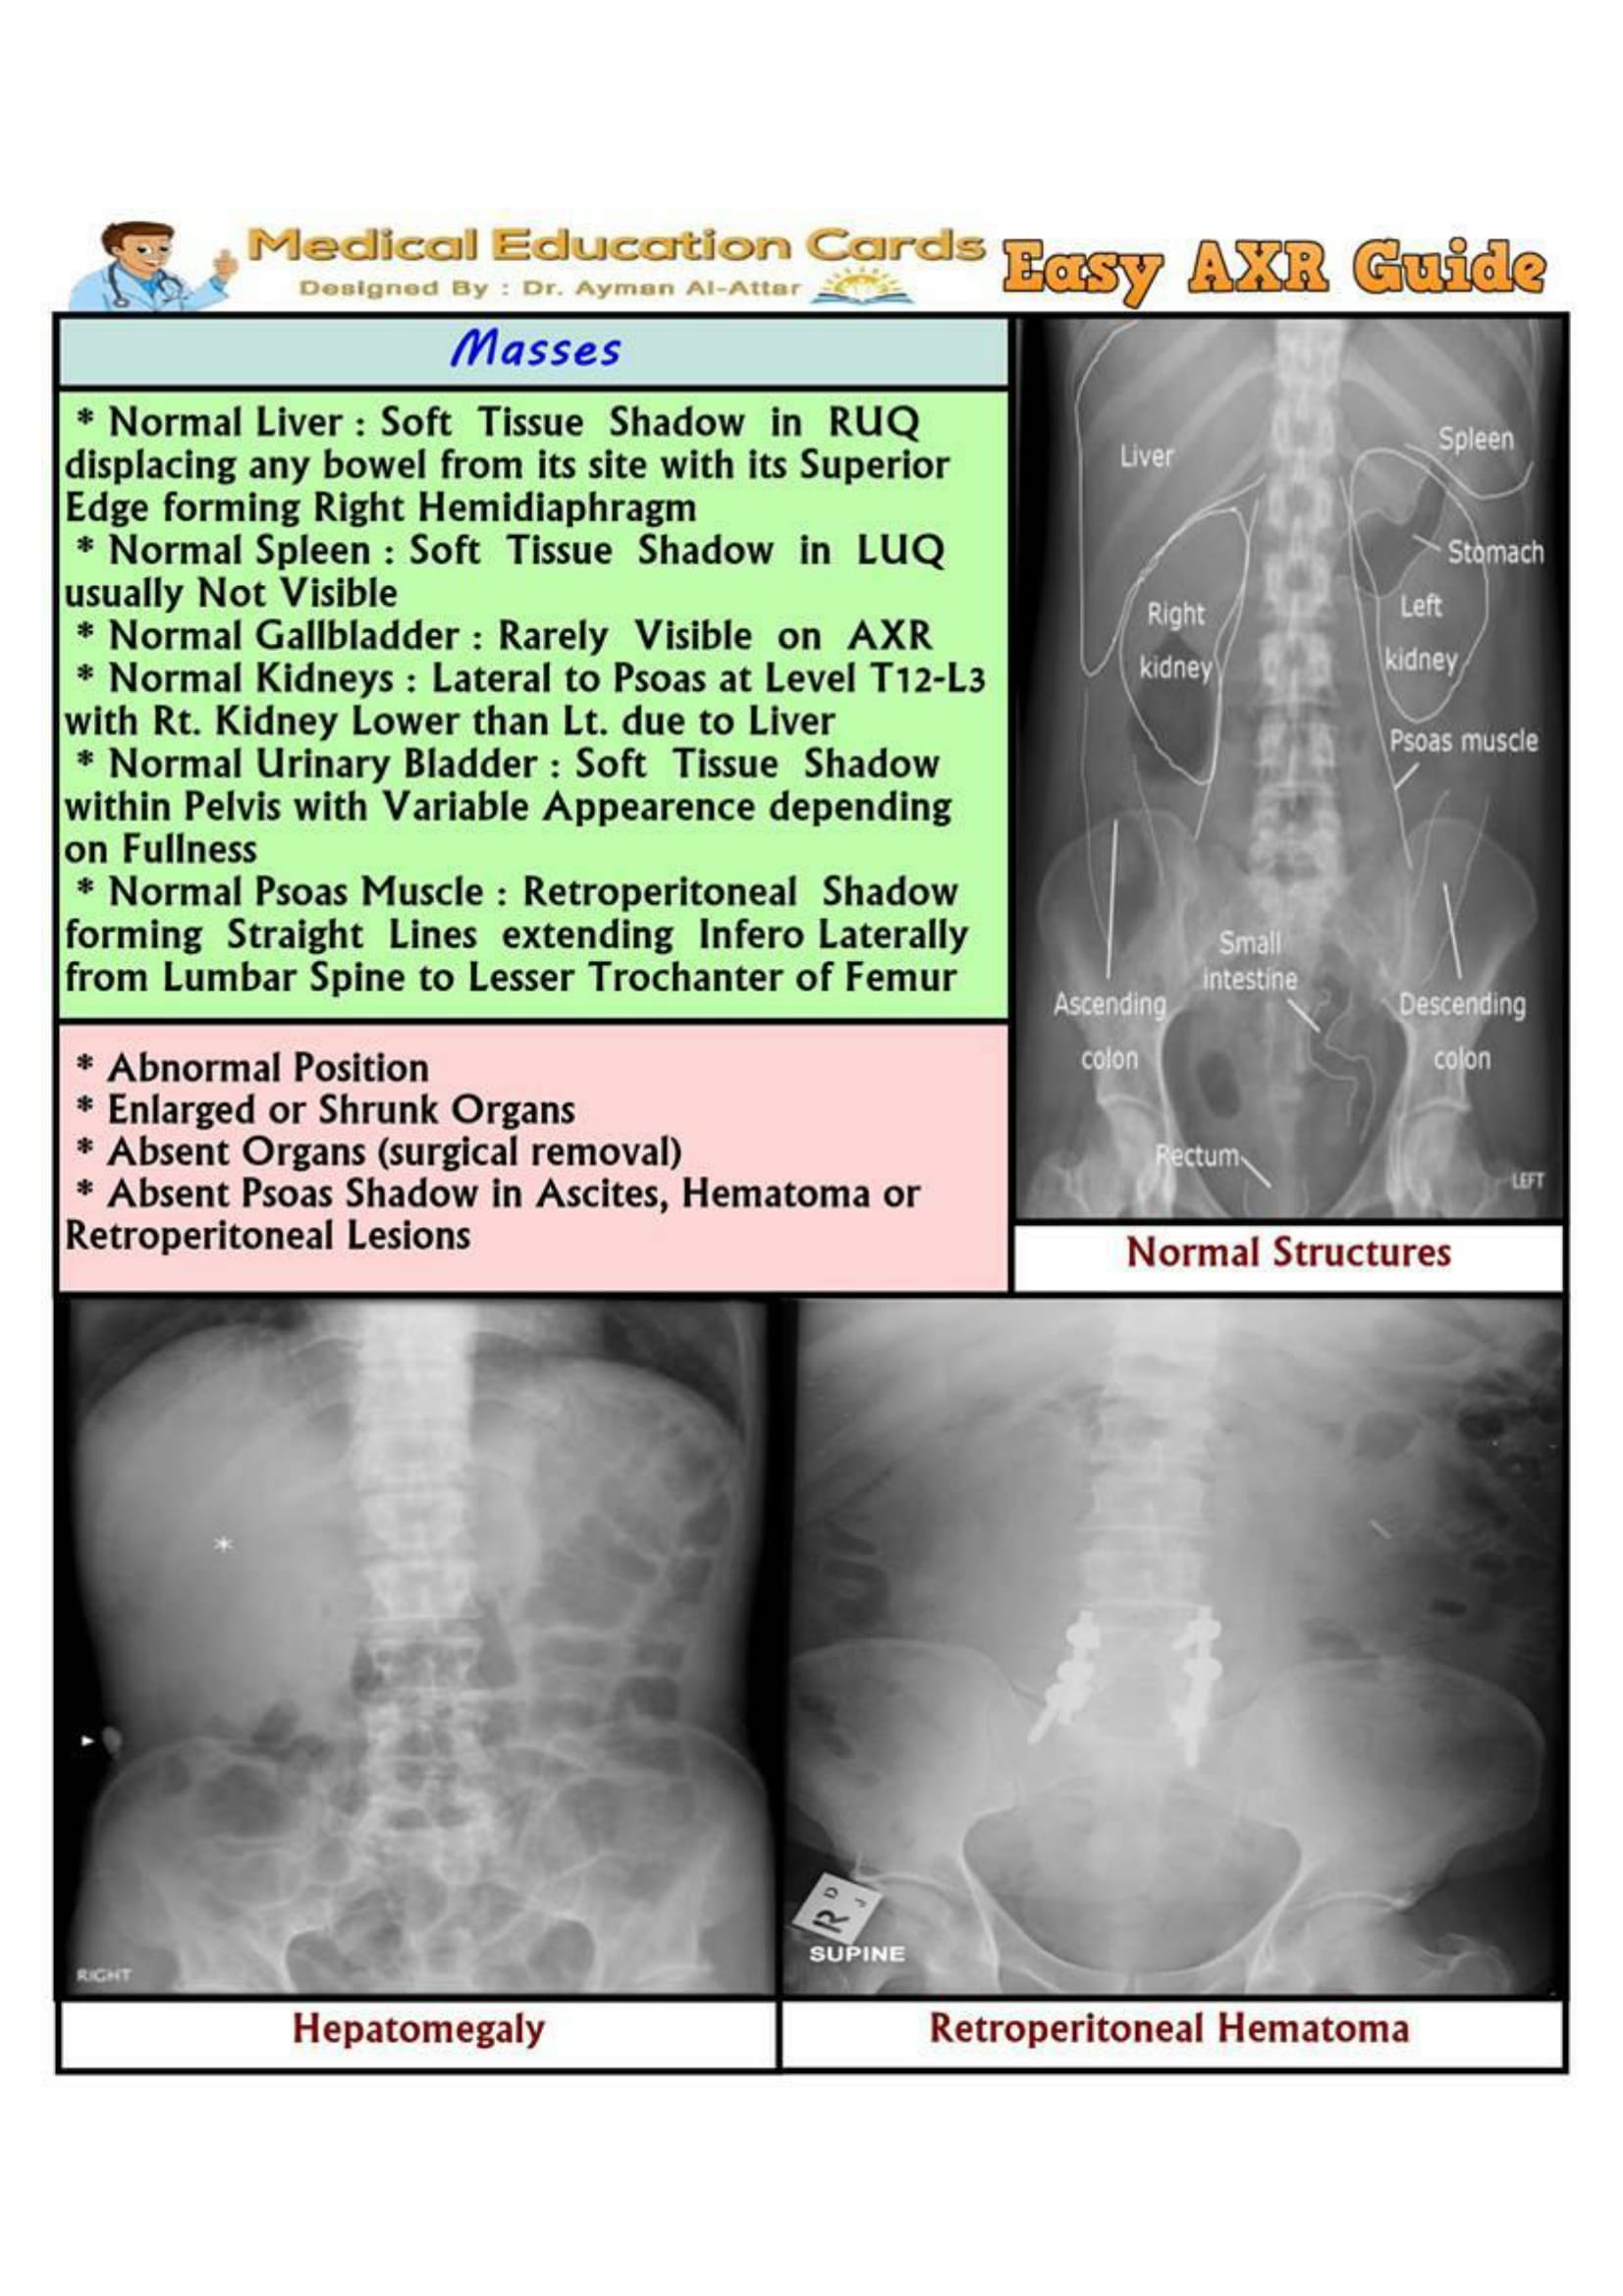 Medical Education Cards
Designed By : Dr. Ayman Al-Attar
Easy AXR Guide
Masses
* Normal Liver : Soft Tissue Shadow in RUQ
displacing any bowel from its site with its Superior
Edge forming Right Hemidiaphragm
* Normal Spleen : Soft Tissue Shadow in LUQ
usually Not Visible
* Normal Gallbladder : Rarely Visible on AXR
* Normal Kidneys : Lateral to Psoas at Level T12-L3
with Rt. Kidney Lower than Lt. due to Liver
* Normal Urinary Bladder : Soft Tissue Shadow
within Pelvis with Variable Appearence depending
on Fullness
* Normal Psoas Muscle : Retroperitoneal Shadow
forming Straight Lines extending Infero Laterally
from Lumbar Spine to Lesser Trochanter of Femur
* Abnormal Position
* Enlarged or Shrunk Organs
* Absent Organs (surgical removal)
* Absent Psoas Shadow in Ascites, Hematoma or
Retroperitoneal Lesions
Liver
Spleen
Stomach
Right
kidney
Left
kidney
Psoas muscle
Small
intestine
Ascending
colon
Descending
colon
Rectum
LEFT
Normal Structures
*
RIGHT
R
D
J
SUPINE
Hepatomegaly
Retroperitoneal Hematoma